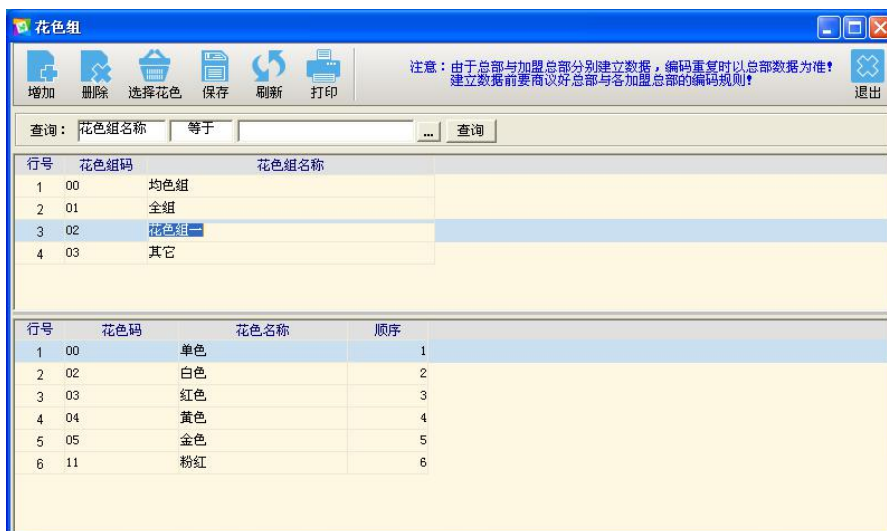 花色组
增加 删除 选择花色 保存 刷新 打印 退出
注意：由于总部与加盟总部分别建立数据，编码重复时以总部数据为准！
建立数据前要商议好总部与各加盟总部的编码规则！
查询： 花色组名称 等于 ... 查询
行号 花色组码 花色组名称
1 00 均色组
2 01 全组
3 02 花色组一
4 03 其它
行号 花色码 花色名称 顺序
1 00 单色 1
2 02 白色 2
3 03 红色 3
4 04 黄色 4
5 05 金色 5
6 11 粉红 6